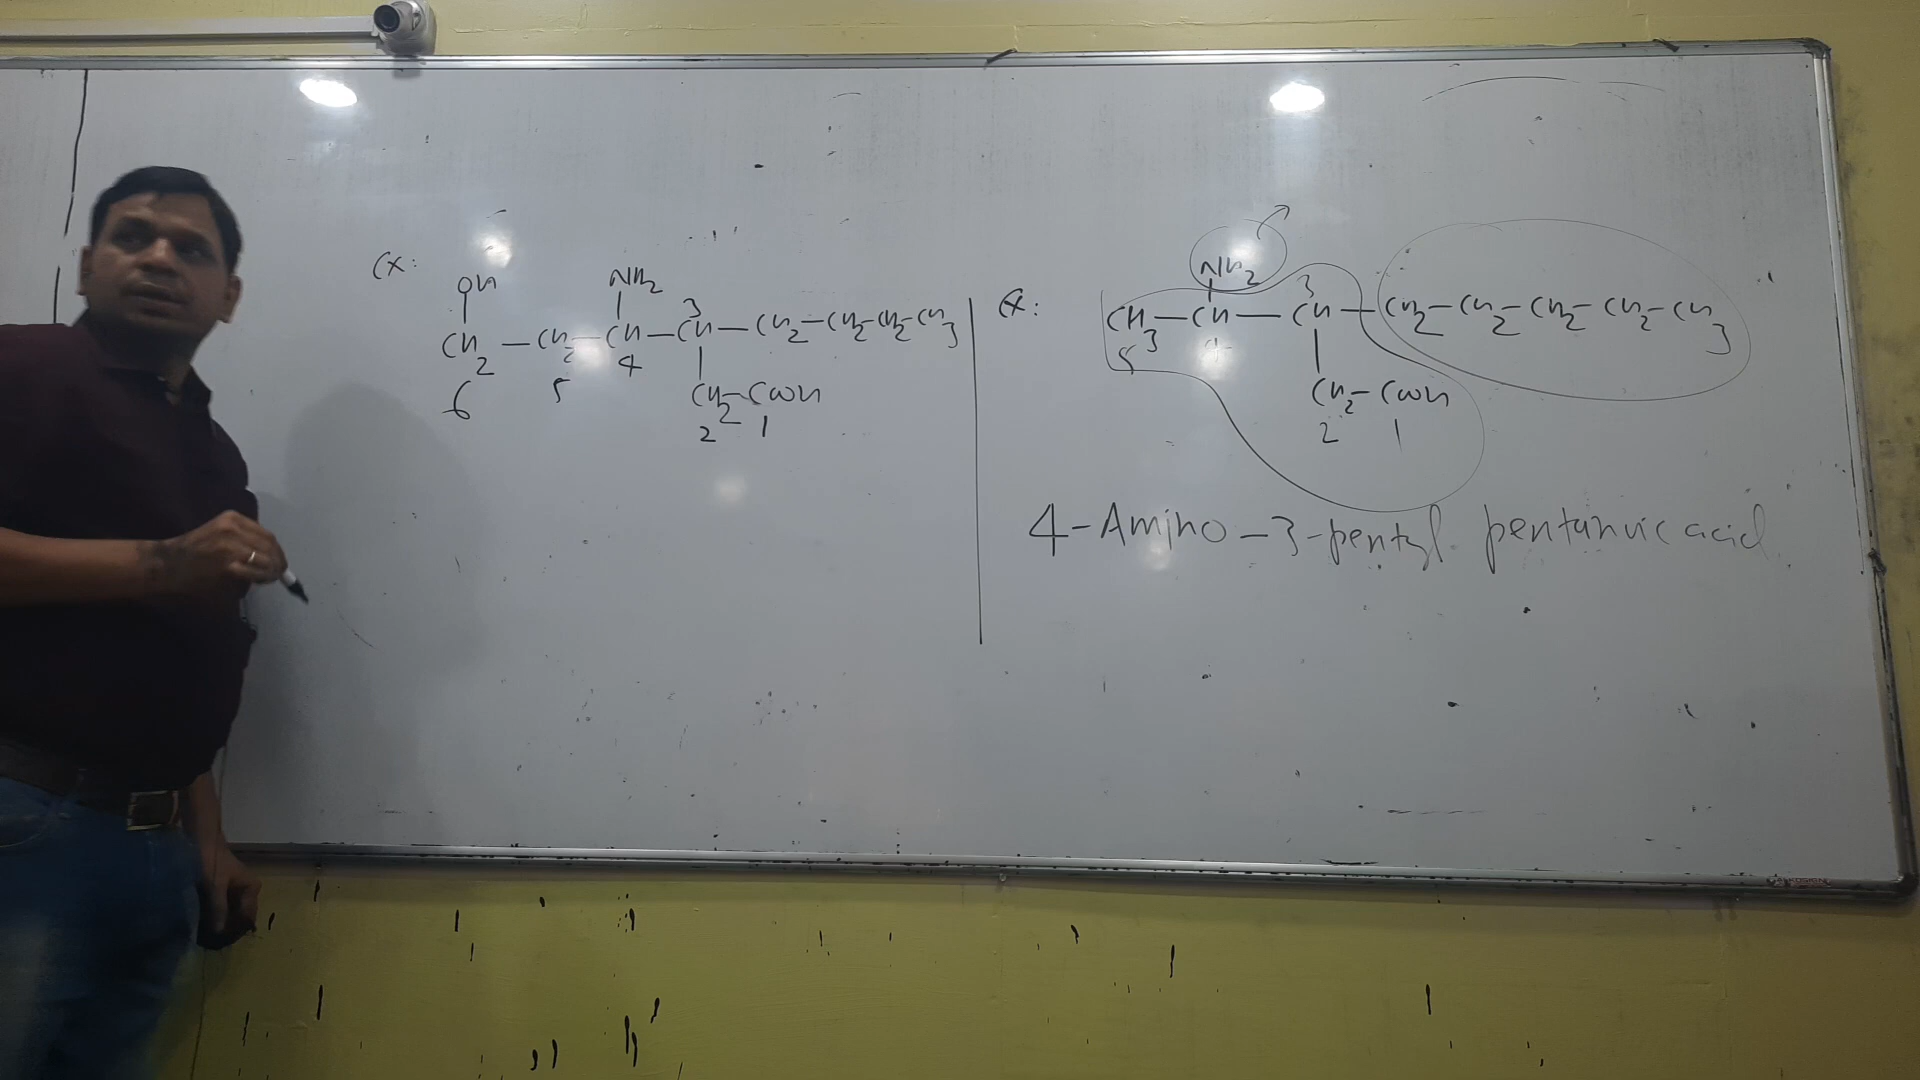 Ex:
OH NH2 3
CH2 — CH2 — CH — CH — CH2 — CH2 - CH2 - CH3
6 5 4
CH2 — COOH
2 1
Ex:
NH2 3
CH3 — CH — CH — CH2 — CH2 — CH2 — CH2 — CH3
5 4
CH2 — COOH
2 1
4-Amino-3-pentyl pentanoic acid